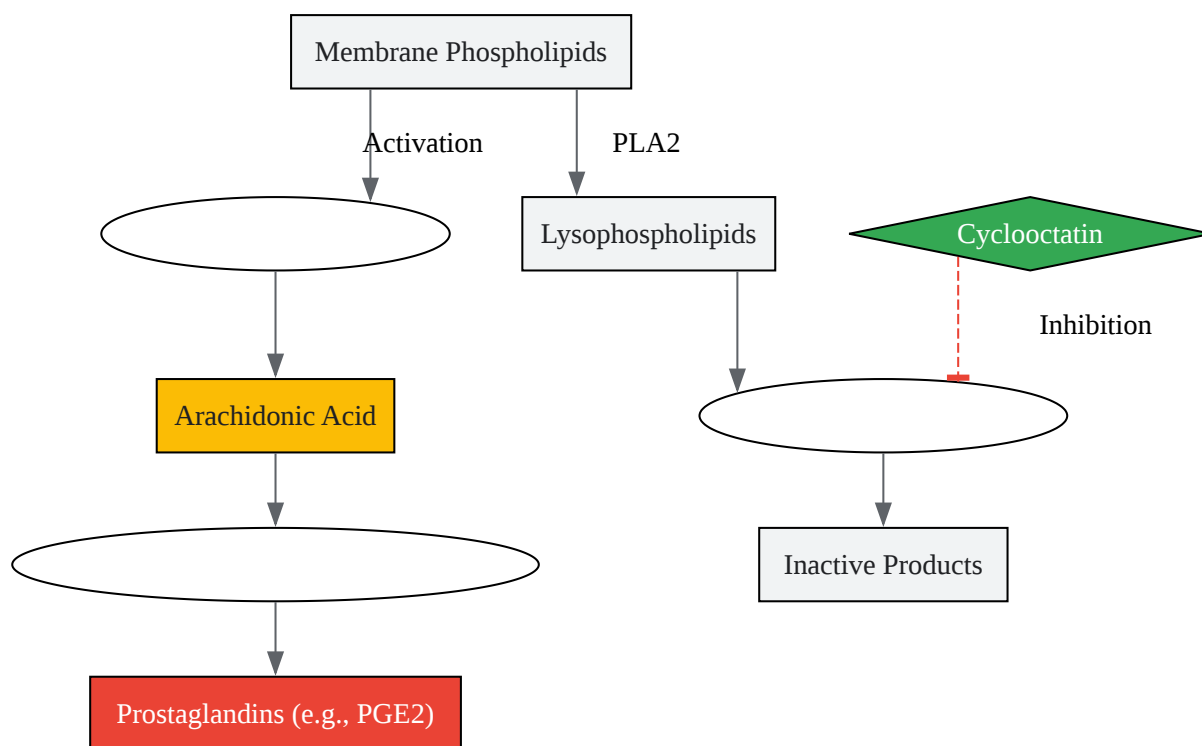 Membrane Phospholipids
Activation
PLA2
Lysophospholipids
Cyclooctatin
Inhibition
Arachidonic Acid
Inactive Products
Prostaglandins (e.g., PGE2)